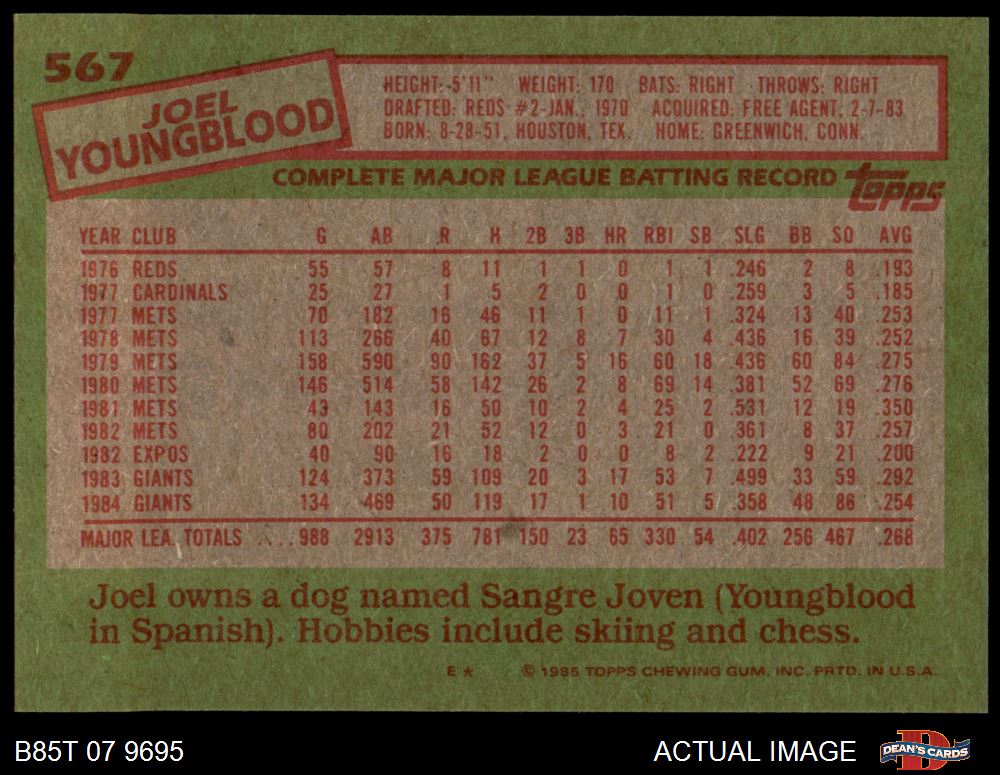 567
JOEL
YOUNGBLOOD
HEIGHT: 5'11" WEIGHT: 170 BATS: RIGHT THROWS: RIGHT
DRAFTED: REDS #2-JAN., 1970 ACQUIRED: FREE AGENT, 2-7-83
BORN: 8-28-51, HOUSTON, TEX. HOME: GREENWICH, CONN.
COMPLETE MAJOR LEAGUE BATTING RECORD topps
YEAR CLUB G AB R H 2B 3B HR RBI SB SLG BB SO AVG
1976 REDS 55 57 8 11 1 1 0 1 1 .246 2 8 .193
1977 CARDINALS 25 27 1 5 2 0 0 1 0 .259 3 5 .185
1977 METS 70 182 16 46 11 1 0 11 1 .324 13 40 .253
1978 METS 113 266 40 67 12 8 7 30 4 .436 16 39 .252
1979 METS 158 590 90 162 37 5 16 60 18 .436 60 84 .275
1980 METS 146 514 58 142 26 2 8 69 14 .381 52 69 .276
1981 METS 43 143 16 50 10 2 4 25 2 .531 12 19 .350
1982 METS 80 202 21 52 12 0 3 21 0 .361 8 37 .257
1982 EXPOS 40 90 16 18 2 0 0 8 2 .222 9 21 .200
1983 GIANTS 124 373 59 109 20 3 17 53 7 .499 33 59 .292
1984 GIANTS 134 469 50 119 17 1 10 51 5 .358 48 86 .254
MAJOR LEA. TOTALS ... 988 2913 375 781 150 23 65 330 54 .402 256 467 .268
Joel owns a dog named Sangre Joven (Youngblood
in Spanish). Hobbies include skiing and chess.
E * © 1985 TOPPS CHEWING GUM, INC. PRTD. IN U.S.A.
B85T 07 9695 ACTUAL IMAGE D DEAN'S CARDS